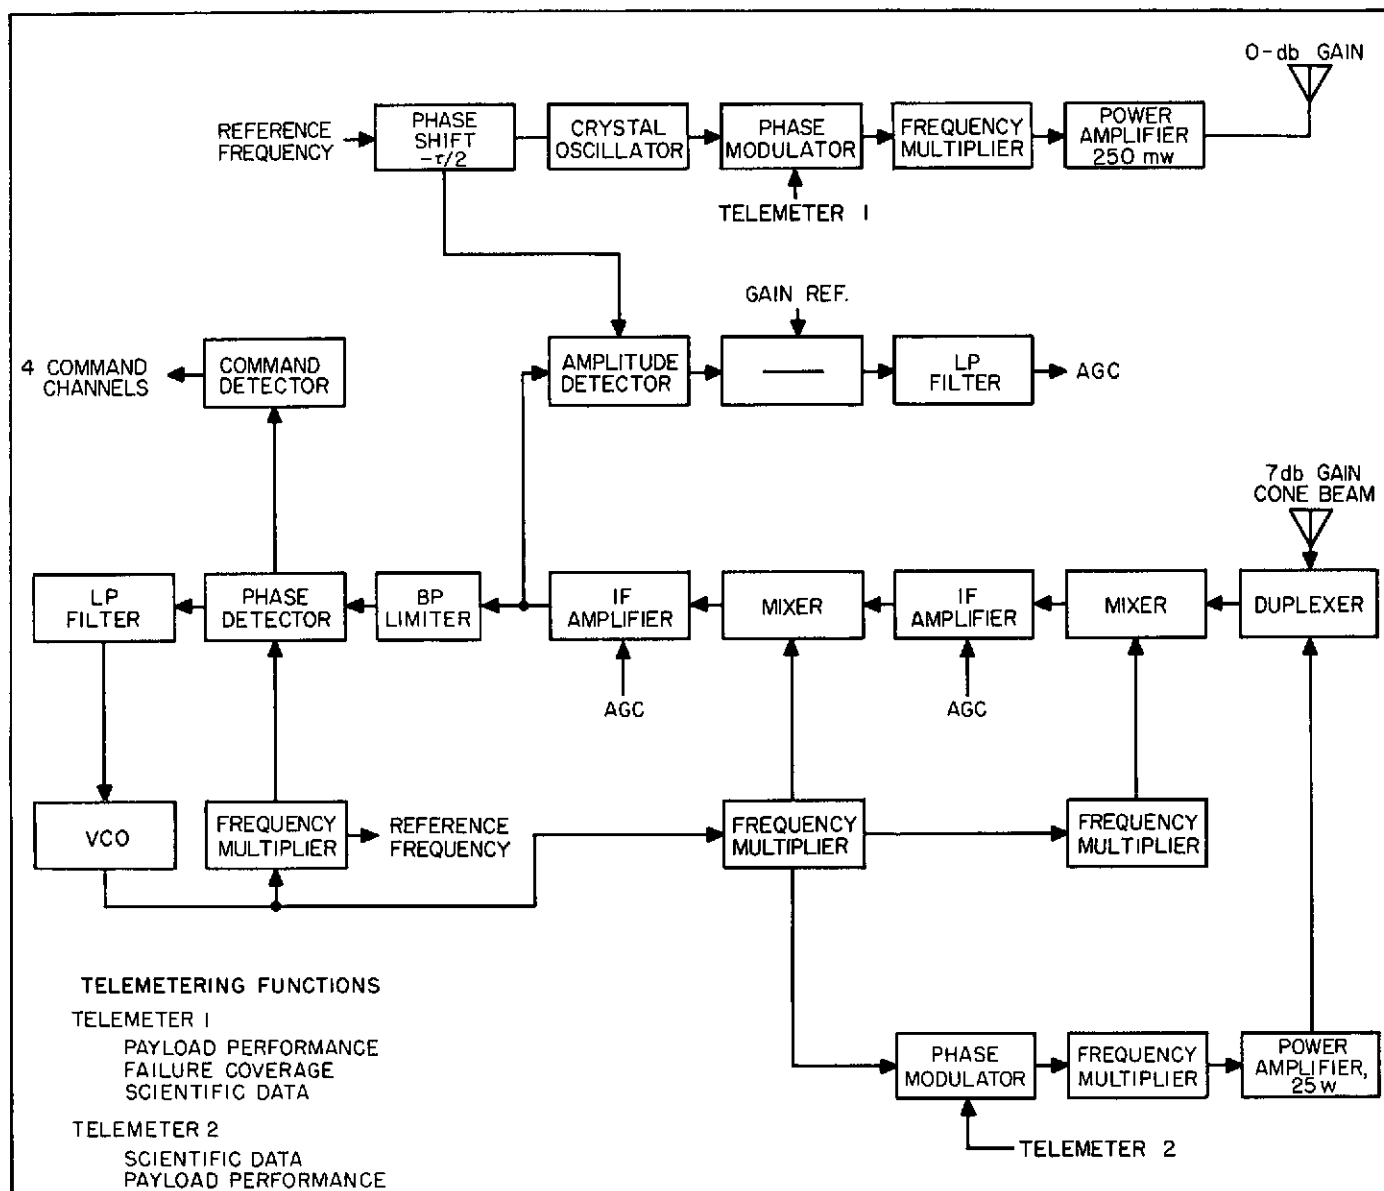 0-db GAIN
REFERENCE
FREQUENCY
PHASE
SHIFT
-τ/2
CRYSTAL
OSCILLATOR
PHASE
MODULATOR
FREQUENCY
MULTIPLIER
POWER
AMPLIFIER
250 mw
TELEMETER 1
GAIN REF.
4 COMMAND
CHANNELS
COMMAND
DETECTOR
AMPLITUDE
DETECTOR
LP
FILTER
AGC
7db GAIN
CONE BEAM
LP
FILTER
PHASE
DETECTOR
BP
LIMITER
IF
AMPLIFIER
MIXER
IF
AMPLIFIER
MIXER
DUPLEXER
AGC
AGC
VCO
FREQUENCY
MULTIPLIER
REFERENCE
FREQUENCY
FREQUENCY
MULTIPLIER
FREQUENCY
MULTIPLIER
PHASE
MODULATOR
FREQUENCY
MULTIPLIER
POWER
AMPLIFIER,
25w
TELEMETER 2
TELEMETERING FUNCTIONS
TELEMETER 1
PAYLOAD PERFORMANCE
FAILURE COVERAGE
SCIENTIFIC DATA
TELEMETER 2
SCIENTIFIC DATA
PAYLOAD PERFORMANCE